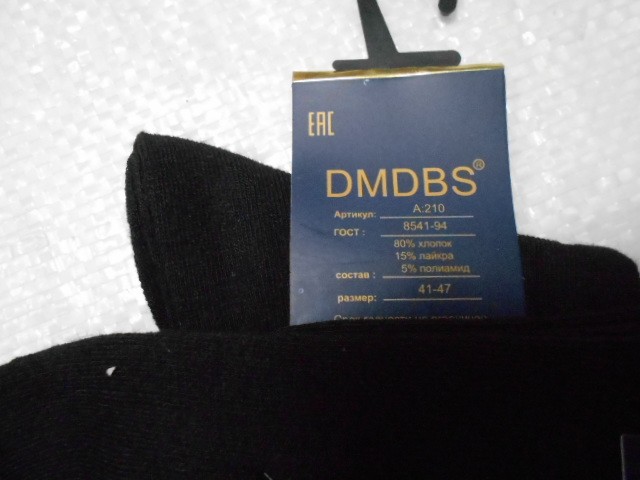 EAC
DMDBS®
Артикул: А:210
ГОСТ : 8541-94
80% хлопок
15% лайкра
состав : 5% полиамид
размер: 41-47